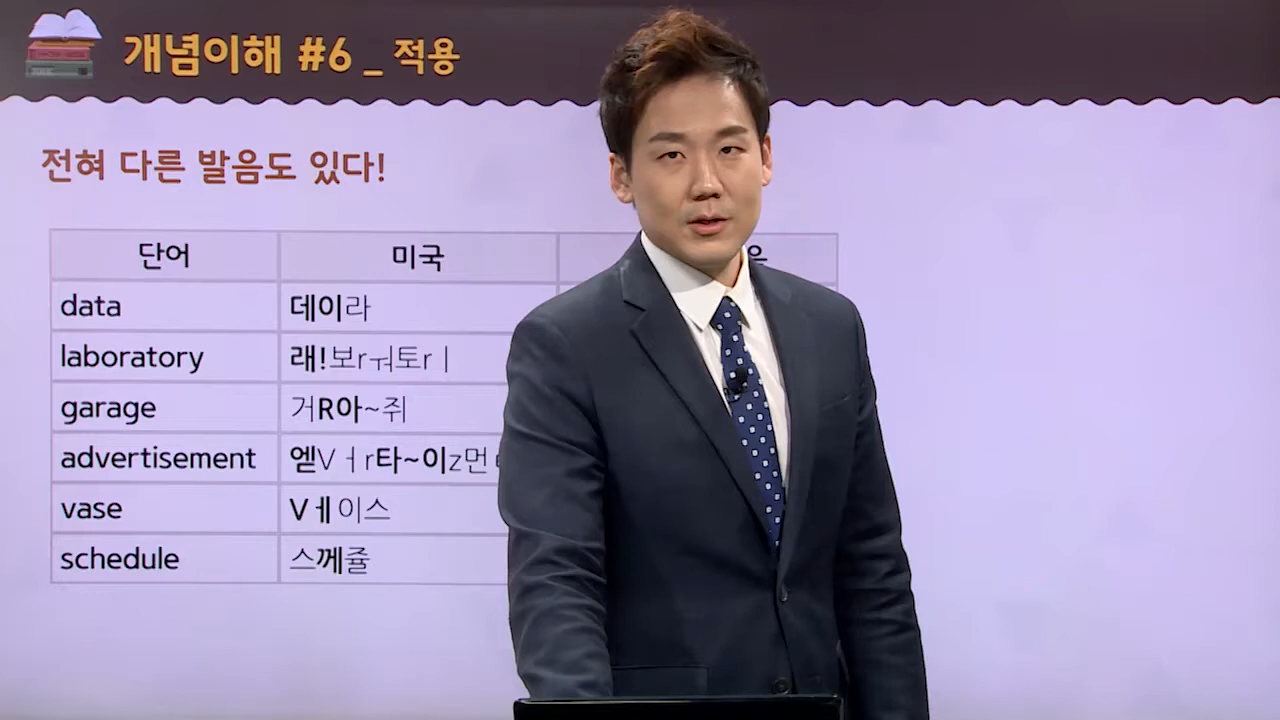 개념이해 #6 _ 적용
전혀 다른 발음도 있다!
단어 미국
data 데이라
laboratory 래!보rㅝ토rㅣ
garage 거R아~쥐
advertisement 엗Vㅓr타~이z먼
vase Vㅔ이스
schedule 스께쥴